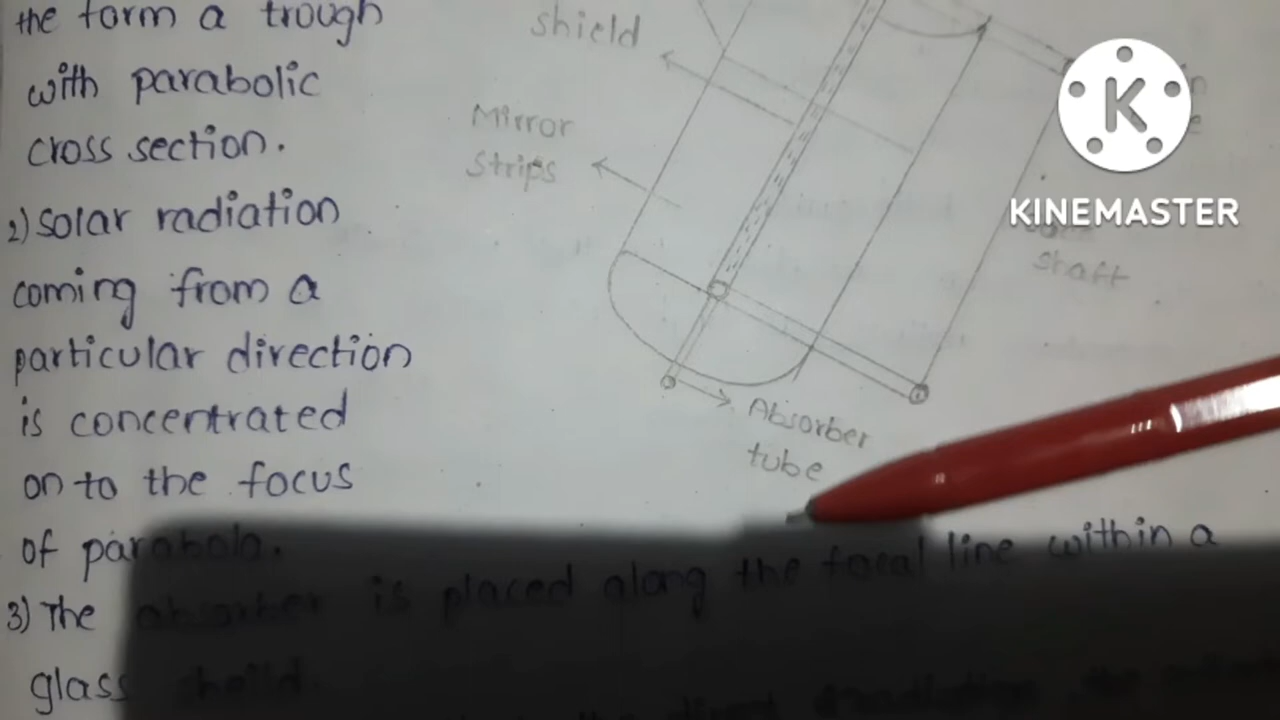 the form a trough
with parabolic
cross section.
2) Solar radiation
coming from a
particular direction
is concentrated
on to the focus
of parabola.
3) The absorber is placed along the focal line within a
glass sheild.
shield
Mirror
Strips
Absorber
tube
shaft
KINEMASTER